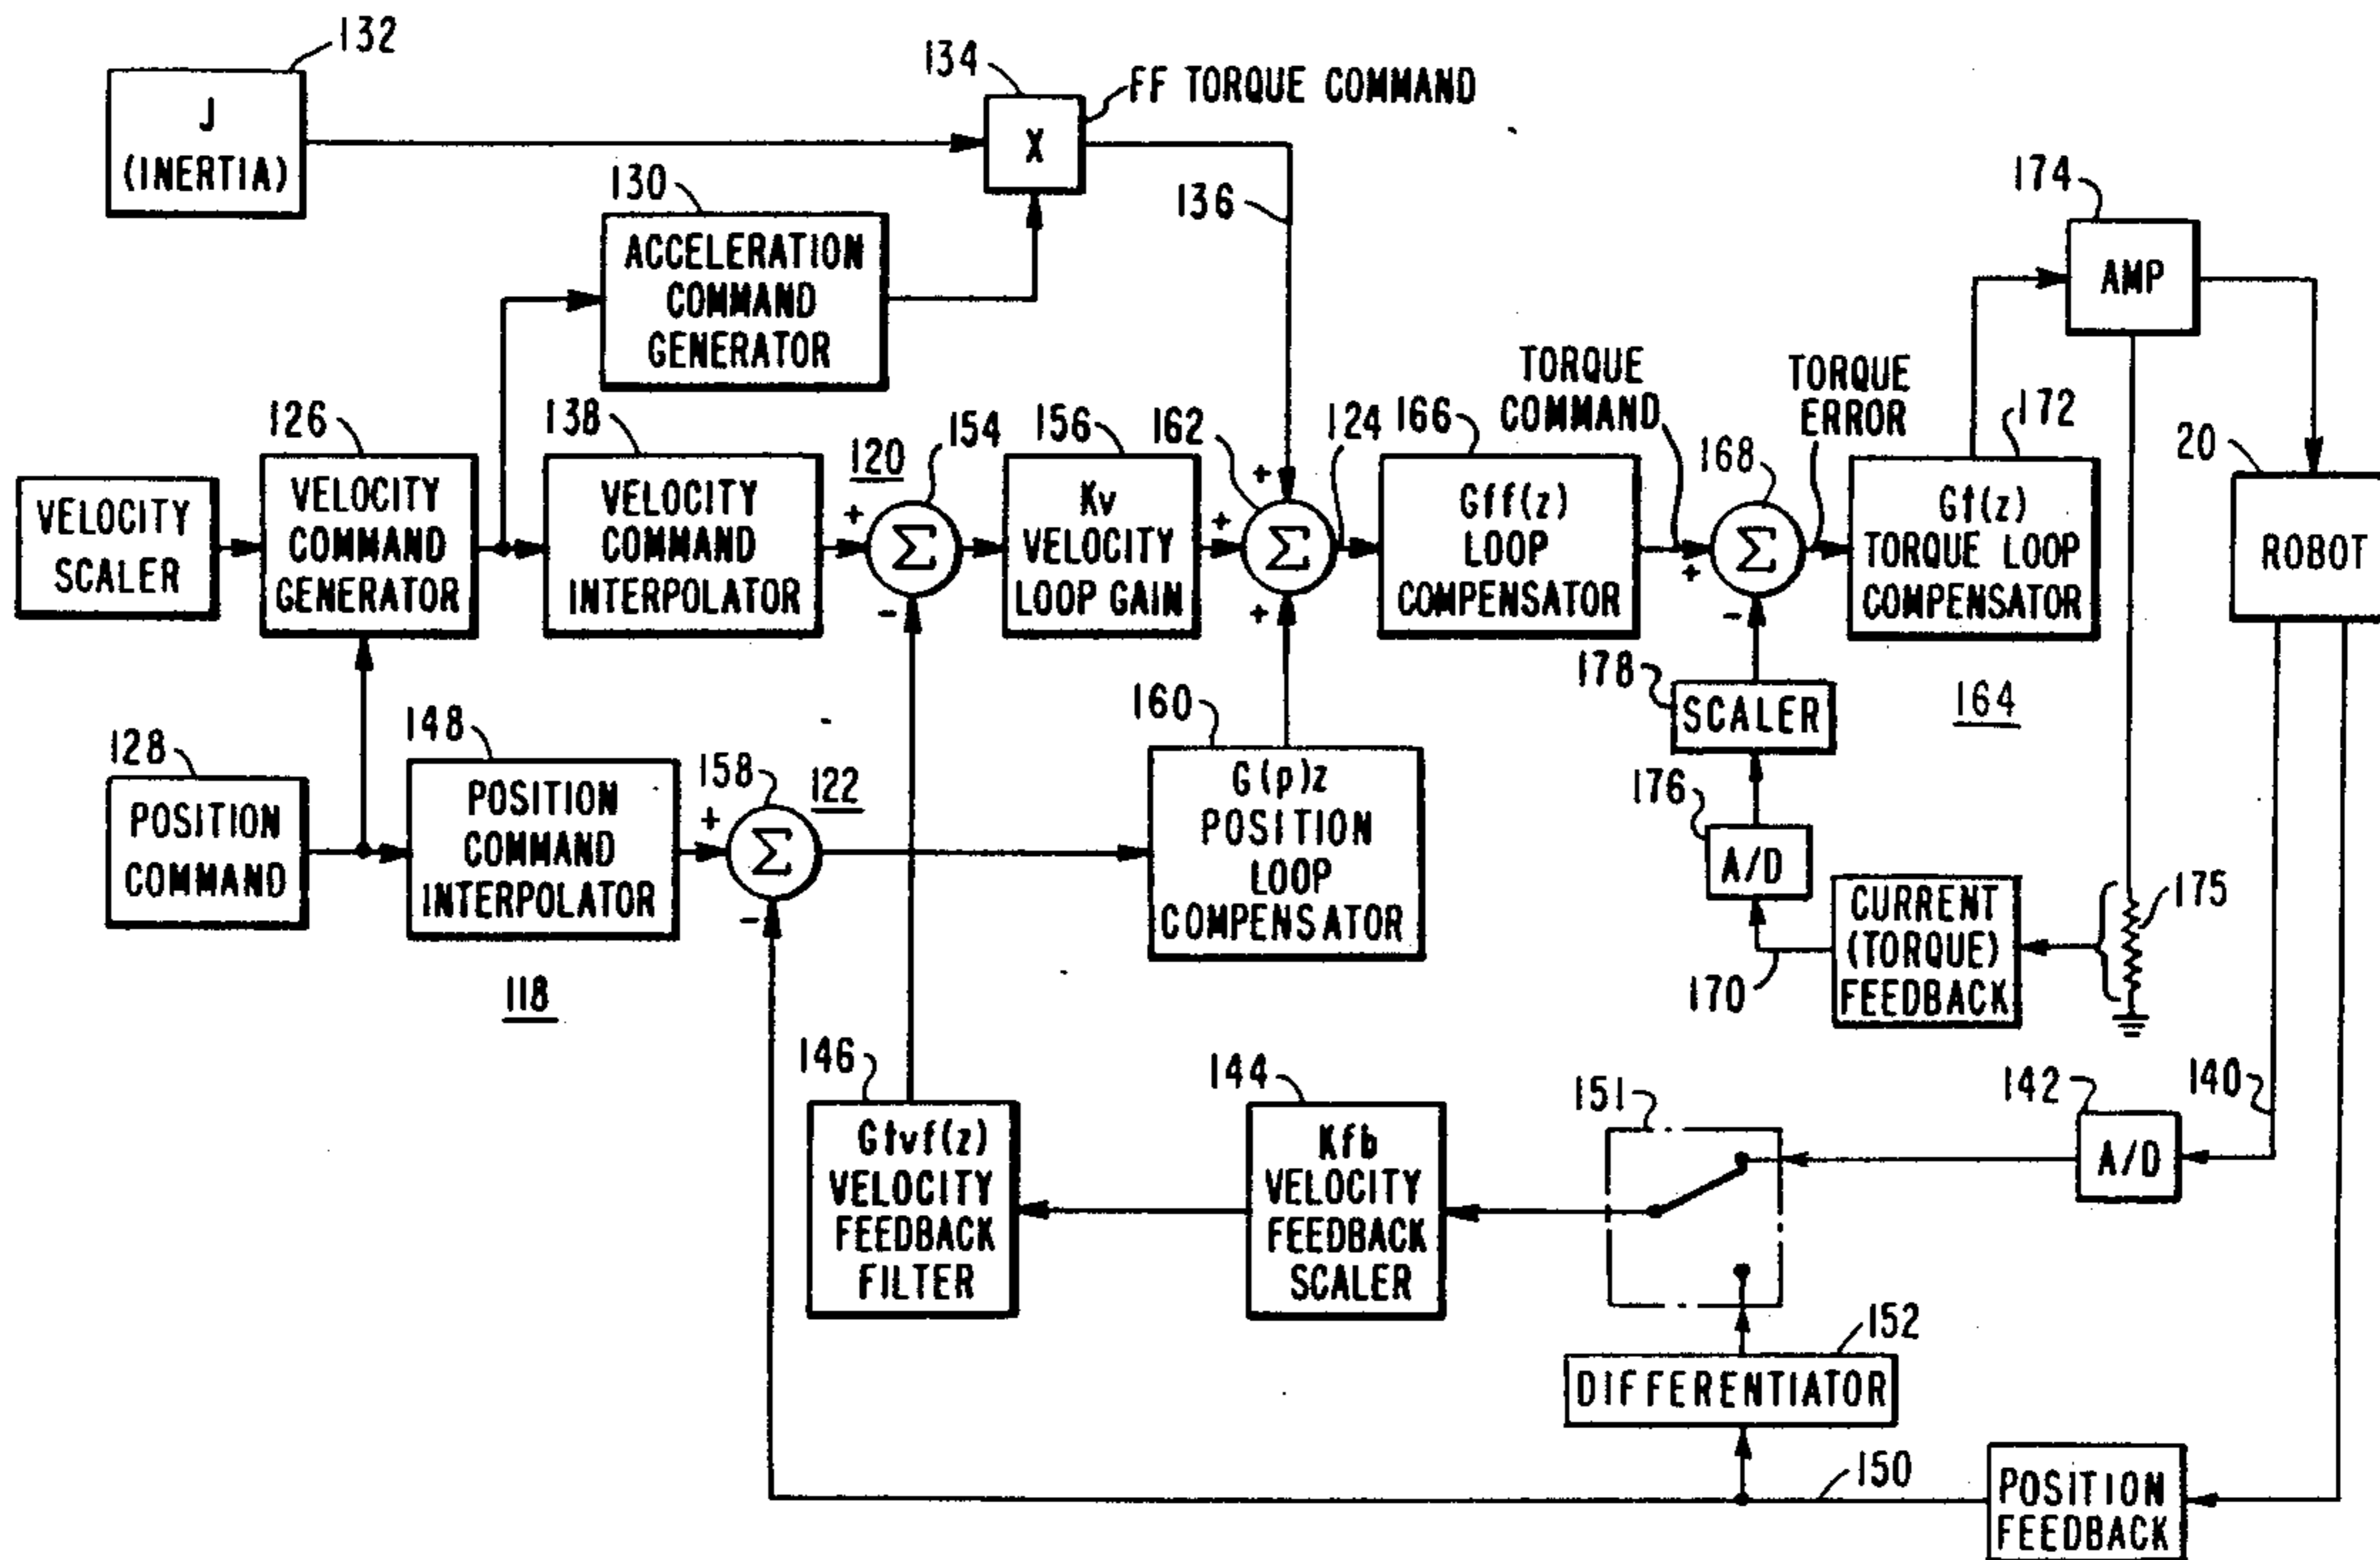 132
J
(INERTIA)
134
X
FF TORQUE COMMAND
136
130
ACCELERATION
COMMAND
GENERATOR
174
AMP
126
VELOCITY
COMMAND
GENERATOR
VELOCITY
SCALER
138
VELOCITY
COMMAND
INTERPOLATOR
120
154
+
Σ
-
156
Kv
VELOCITY
LOOP GAIN
162
+
+
Σ
+
124
166
Gff(z)
LOOP
COMPENSATOR
TORQUE
COMMAND
168
Σ
+
-
TORQUE
ERROR
172
Gt(z)
TORQUE LOOP
COMPENSATOR
20
ROBOT
164
178
SCALER
176
A/D
170
CURRENT
(TORQUE)
FEEDBACK
175
128
POSITION
COMMAND
148
POSITION
COMMAND
INTERPOLATOR
118
158
+
Σ
-
122
160
G(p)z
POSITION
LOOP
COMPENSATOR
146
Gtvf(z)
VELOCITY
FEEDBACK
FILTER
144
Kfb
VELOCITY
FEEDBACK
SCALER
151
142
A/D
140
152
DIFFERENTIATOR
150
POSITION
FEEDBACK